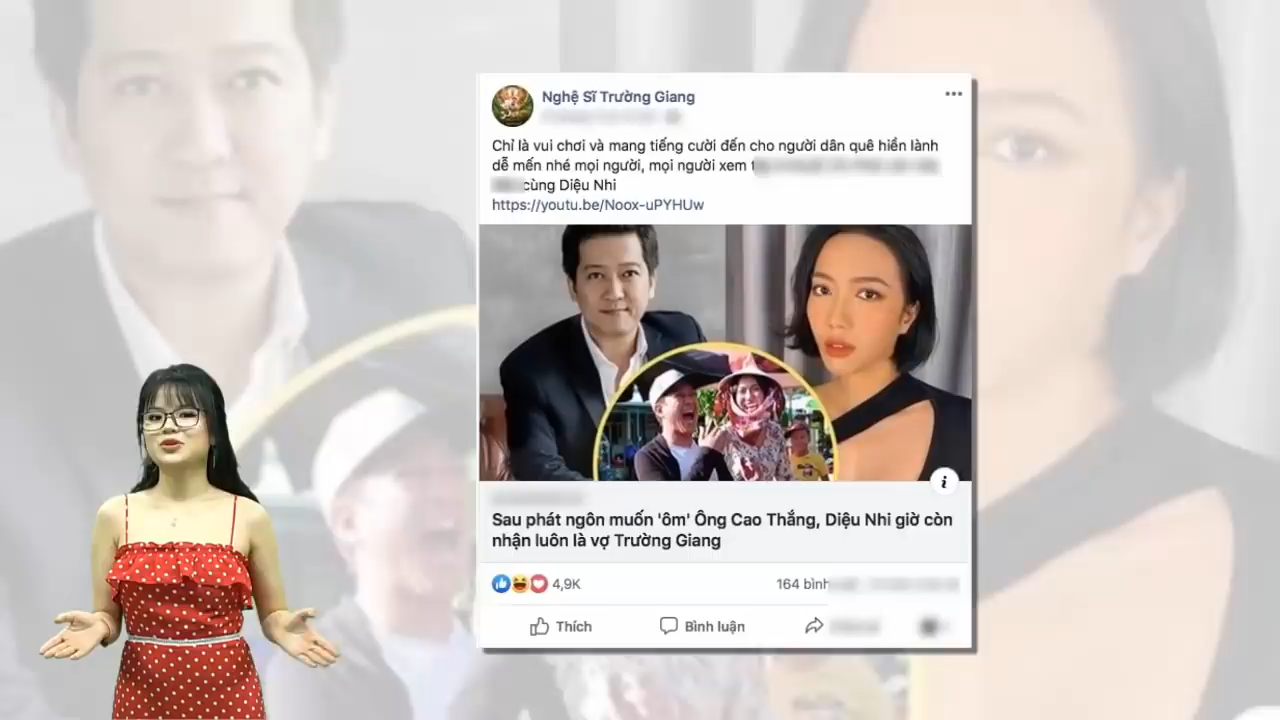 Nghệ Sĩ Trường Giang
Chỉ là vui chơi và mang tiếng cười đến cho người dân quê hiền lành
dễ mến nhé mọi người, mọi người xem
cùng Diệu Nhi
https://youtu.be/Noox-uPYHUw
Sau phát ngôn muốn 'ôm' Ông Cao Thắng, Diệu Nhi giờ còn
nhận luôn là vợ Trường Giang
4,9K
164 bình
Thích
Bình luận